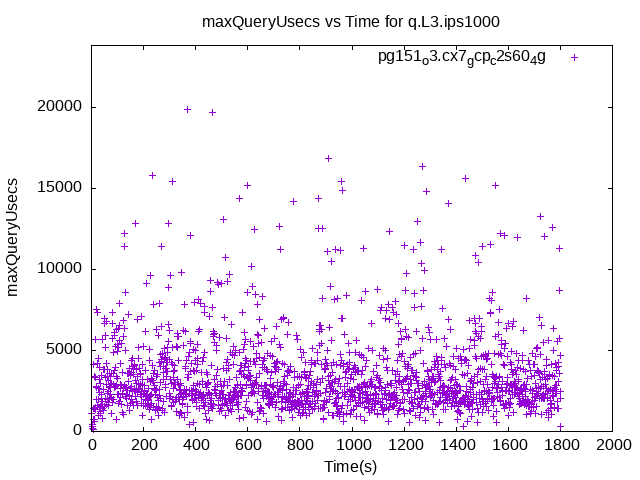 maxQueryUsecs vs Time for q.L3.ips1000
pg151o3.cx7gcpc2s604g
20000
15000
10000
5000
0
maxQueryUsecs
0 200 400 600 800 1000 1200 1400 1600 1800 2000
Time(s)